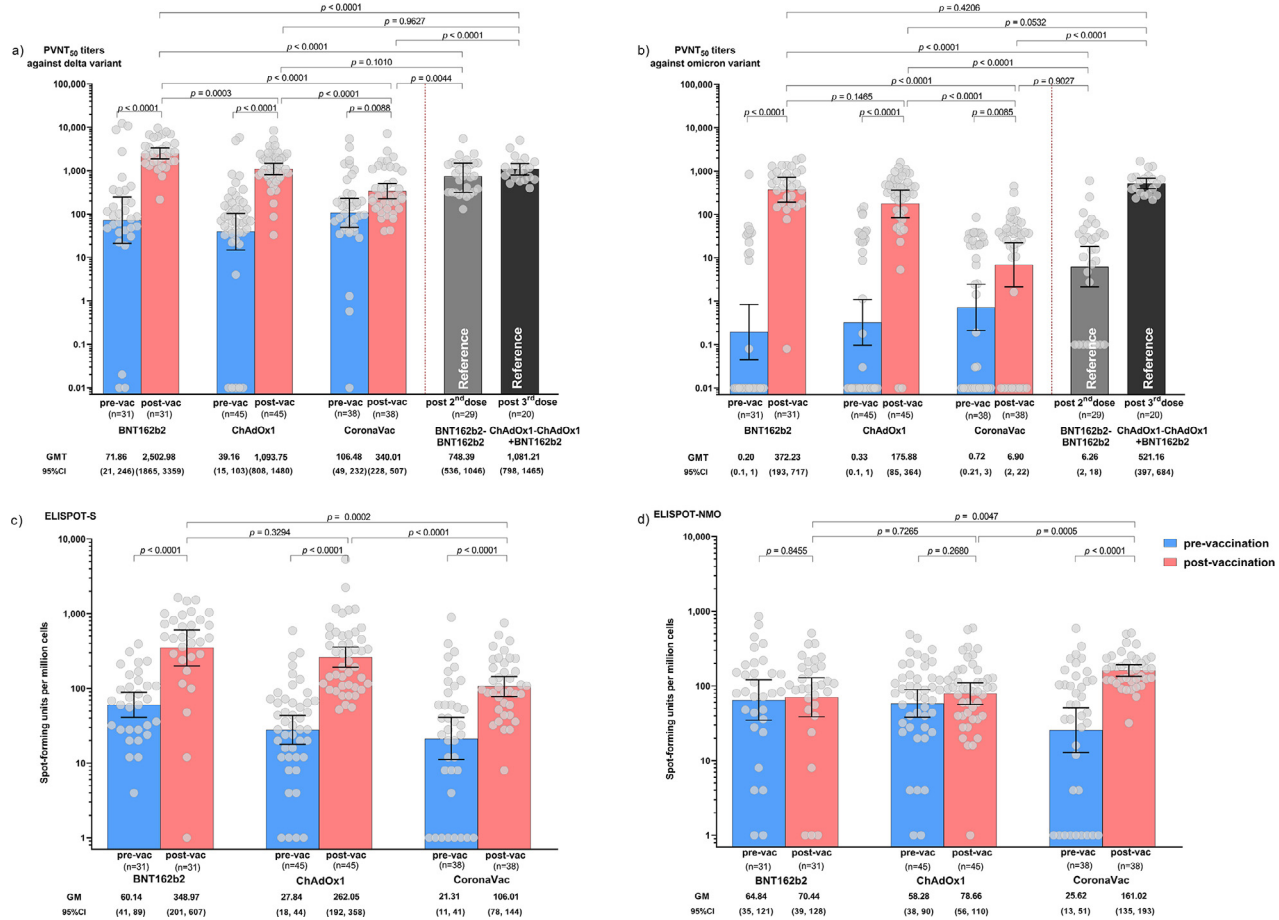 a) PVNT50 titers
against delta variant
p < 0.0001
p = 0.9627
p < 0.0001
p < 0.0001
p = 0.1010
p < 0.0001
p = 0.0044
p = 0.0003
p < 0.0001
p < 0.0001
p < 0.0001
p = 0.0088
100,000
10,000
1,000
100
10
1
0.1
0.01
Reference
Reference
pre-vac post-vac pre-vac post-vac pre-vac post-vac post 2nd dose post 3rd dose
(n=31) (n=31) (n=45) (n=45) (n=38) (n=38) (n=29) (n=20)
BNT162b2 ChAdOx1 CoronaVac BNT162b2-BNT162b2 ChAdOx1-ChAdOx1+BNT162b2
GMT 71.86 2,502.98 39.16 1,093.75 106.48 340.01 748.39 1,081.21
95%CI (21, 246) (1865, 3359) (15, 103) (808, 1480) (49, 232) (228, 507) (536, 1046) (798, 1465)
b) PVNT50 titers
against omicron variant
p = 0.4206
p = 0.0532
p < 0.0001
p < 0.0001
p < 0.0001
p < 0.0001
p = 0.9027
p = 0.1465
p < 0.0001
p < 0.0001
p < 0.0001
p = 0.0085
100,000
10,000
1,000
100
10
1
0.1
0.01
Reference
Reference
pre-vac post-vac pre-vac post-vac pre-vac post-vac post 2nd dose post 3rd dose
(n=31) (n=31) (n=45) (n=45) (n=38) (n=38) (n=29) (n=20)
BNT162b2 ChAdOx1 CoronaVac BNT162b2-BNT162b2 ChAdOx1-ChAdOx1+BNT162b2
GMT 0.20 372.23 0.33 175.88 0.72 6.90 6.26 521.16
95%CI (0.1, 1) (193, 717) (0.1, 1) (85, 364) (0.21, 3) (2, 22) (2, 18) (397, 684)
c) ELISPOT-S
p = 0.0002
p = 0.3294
p < 0.0001
p < 0.0001
p < 0.0001
p < 0.0001
Spot-forming units per million cells
10,000
1,000
100
10
1
pre-vac post-vac pre-vac post-vac pre-vac post-vac
(n=31) (n=31) (n=45) (n=45) (n=38) (n=38)
BNT162b2 ChAdOx1 CoronaVac
GM 60.14 348.97 27.84 262.05 21.31 106.01
95%CI (41, 89) (201, 607) (18, 44) (192, 358) (11, 41) (78, 144)
d) ELISPOT-NMO
p = 0.0047
p = 0.7265
p = 0.0005
p = 0.8455
p = 0.2680
p < 0.0001
Spot-forming units per million cells
10,000
1,000
100
10
1
pre-vac post-vac pre-vac post-vac pre-vac post-vac
(n=31) (n=31) (n=45) (n=45) (n=38) (n=38)
BNT162b2 ChAdOx1 CoronaVac
GM 64.84 70.44 58.28 78.66 25.62 161.02
95%CI (35, 121) (39, 128) (38, 90) (56, 110) (13, 51) (135, 193)
pre-vaccination
post-vaccination